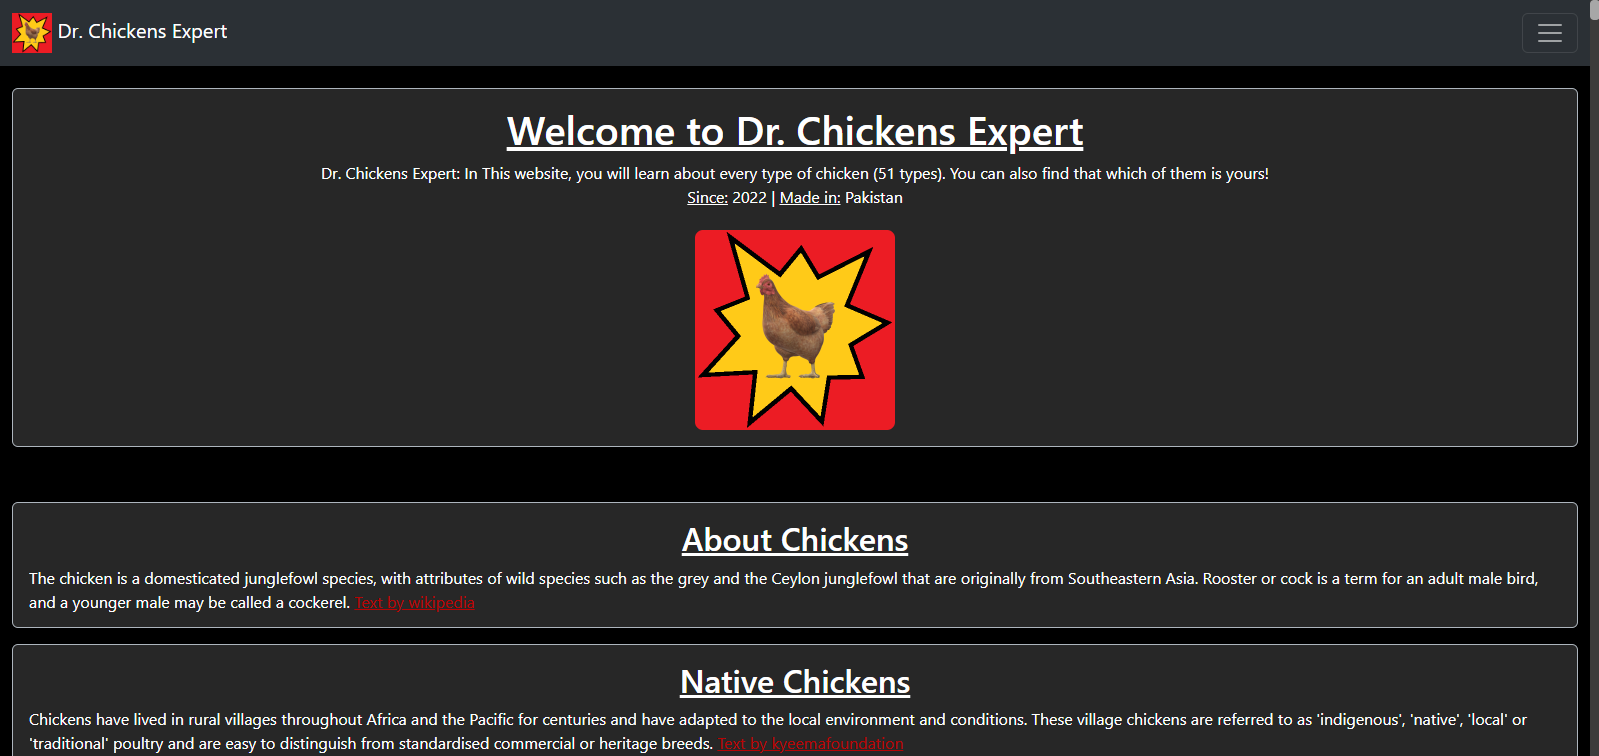 Dr. Chickens Expert
Welcome to Dr. Chickens Expert
Dr. Chickens Expert: In This website, you will learn about every type of chicken (51 types). You can also find that which of them is yours!
Since: 2022 | Made in: Pakistan
About Chickens
The chicken is a domesticated junglefowl species, with attributes of wild species such as the grey and the Ceylon junglefowl that are originally from Southeastern Asia. Rooster or cock is a term for an adult male bird,
and a younger male may be called a cockerel. Text by wikipedia
Native Chickens
Chickens have lived in rural villages throughout Africa and the Pacific for centuries and have adapted to the local environment and conditions. These village chickens are referred to as 'indigenous', 'native', 'local' or
'traditional' poultry and are easy to distinguish from standardised commercial or heritage breeds. Text by kyeemafoundation